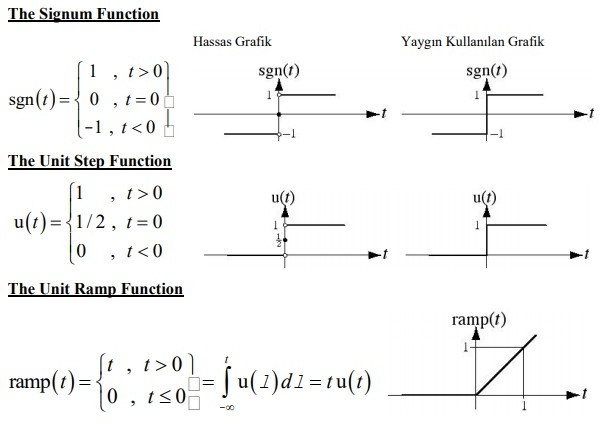 The Signum Function
Hassas Grafik Yaygın Kullanılan Grafik
sgn(t) = { 1 , t > 0
0 , t = 0
-1 , t < 0
sgn(t) 1 -1 t
sgn(t) 1 -1 t
The Unit Step Function
u(t) = { 1 , t > 0
1/2 , t = 0
0 , t < 0
u(t) 1 ½ t
u(t) 1 t
The Unit Ramp Function
ramp(t) = { t , t > 0
0 , t ≤ 0 } = ∫_{-∞}^{t} u(1)d1 = t u(t)
ramp(t) 1 1 t